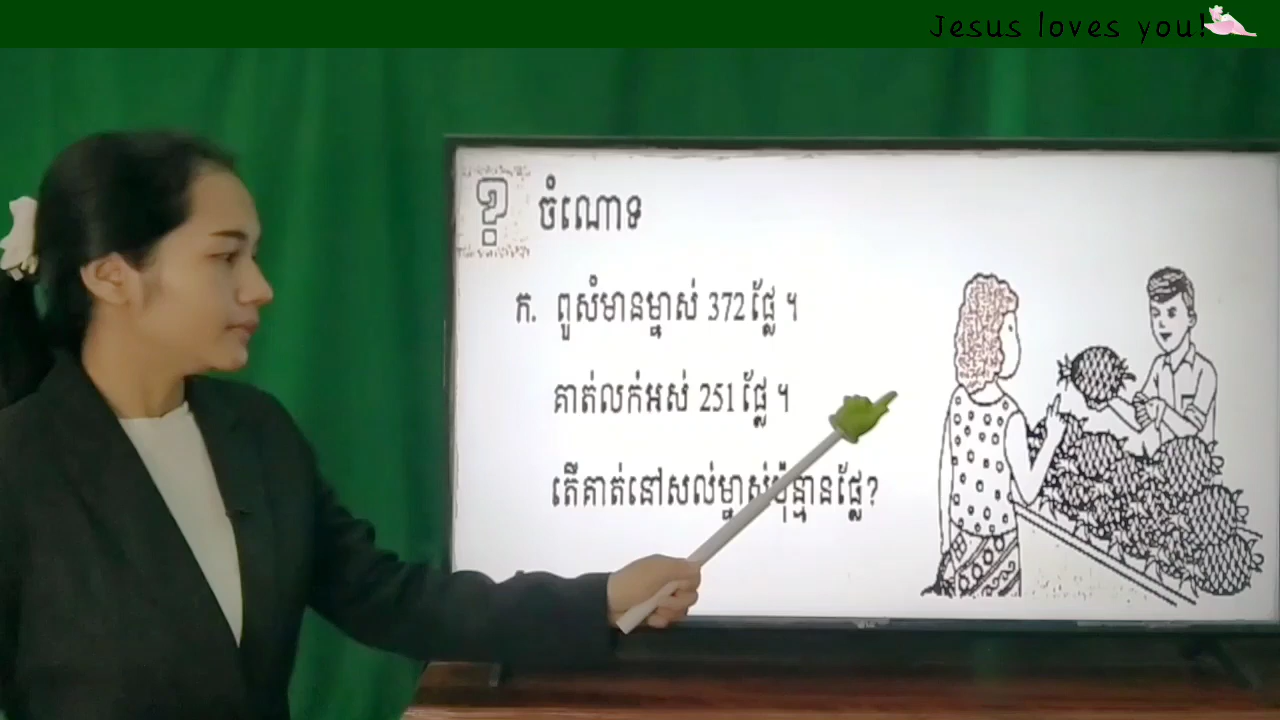 Jesus loves you!
? ចំណោទ
ក. ពូសំមានម្នាស់ 372 ផ្លែ ។
គាត់លក់អស់ 251 ផ្លែ ។
តើគាត់នៅសល់ម្នាស់ប៉ុន្មានផ្លែ?